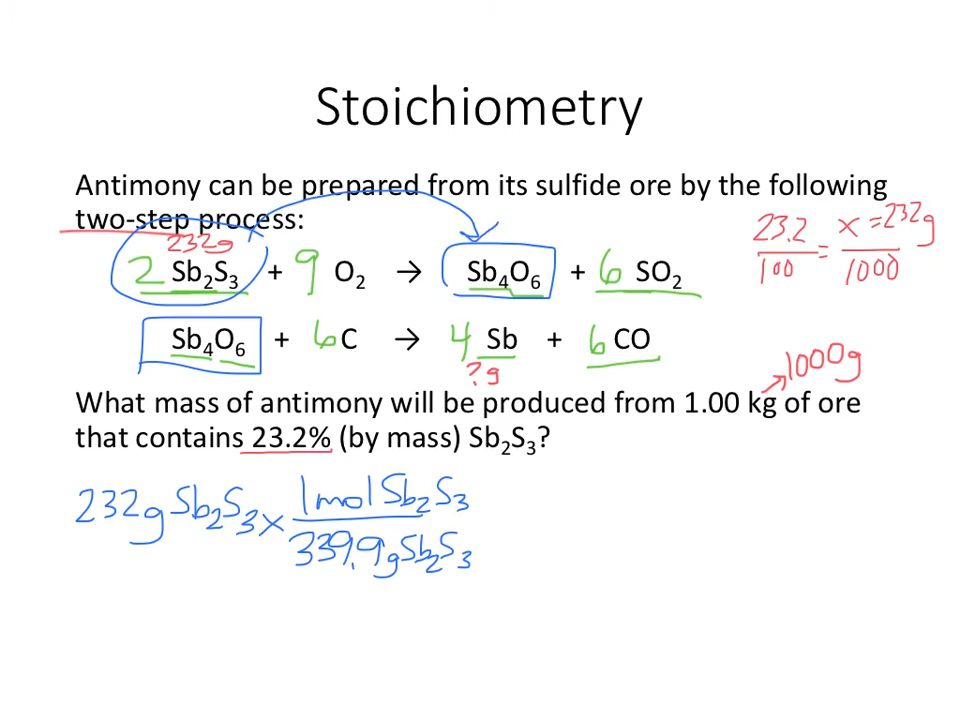 Stoichiometry
Antimony can be prepared from its sulfide ore by the following
two-step process:
23.2/100 = x = 232g/1000
232g
2 Sb₂S₃ + 9 O₂ → Sb₄O₆ + 6 SO₂
Sb₄O₆ + 6 C → 4 Sb + 6 CO
? g
1000g
What mass of antimony will be produced from 1.00 kg of ore
that contains 23.2% (by mass) Sb₂S₃?
232g Sb₂S₃ × 1 mol Sb₂S₃
339.9g Sb₂S₃